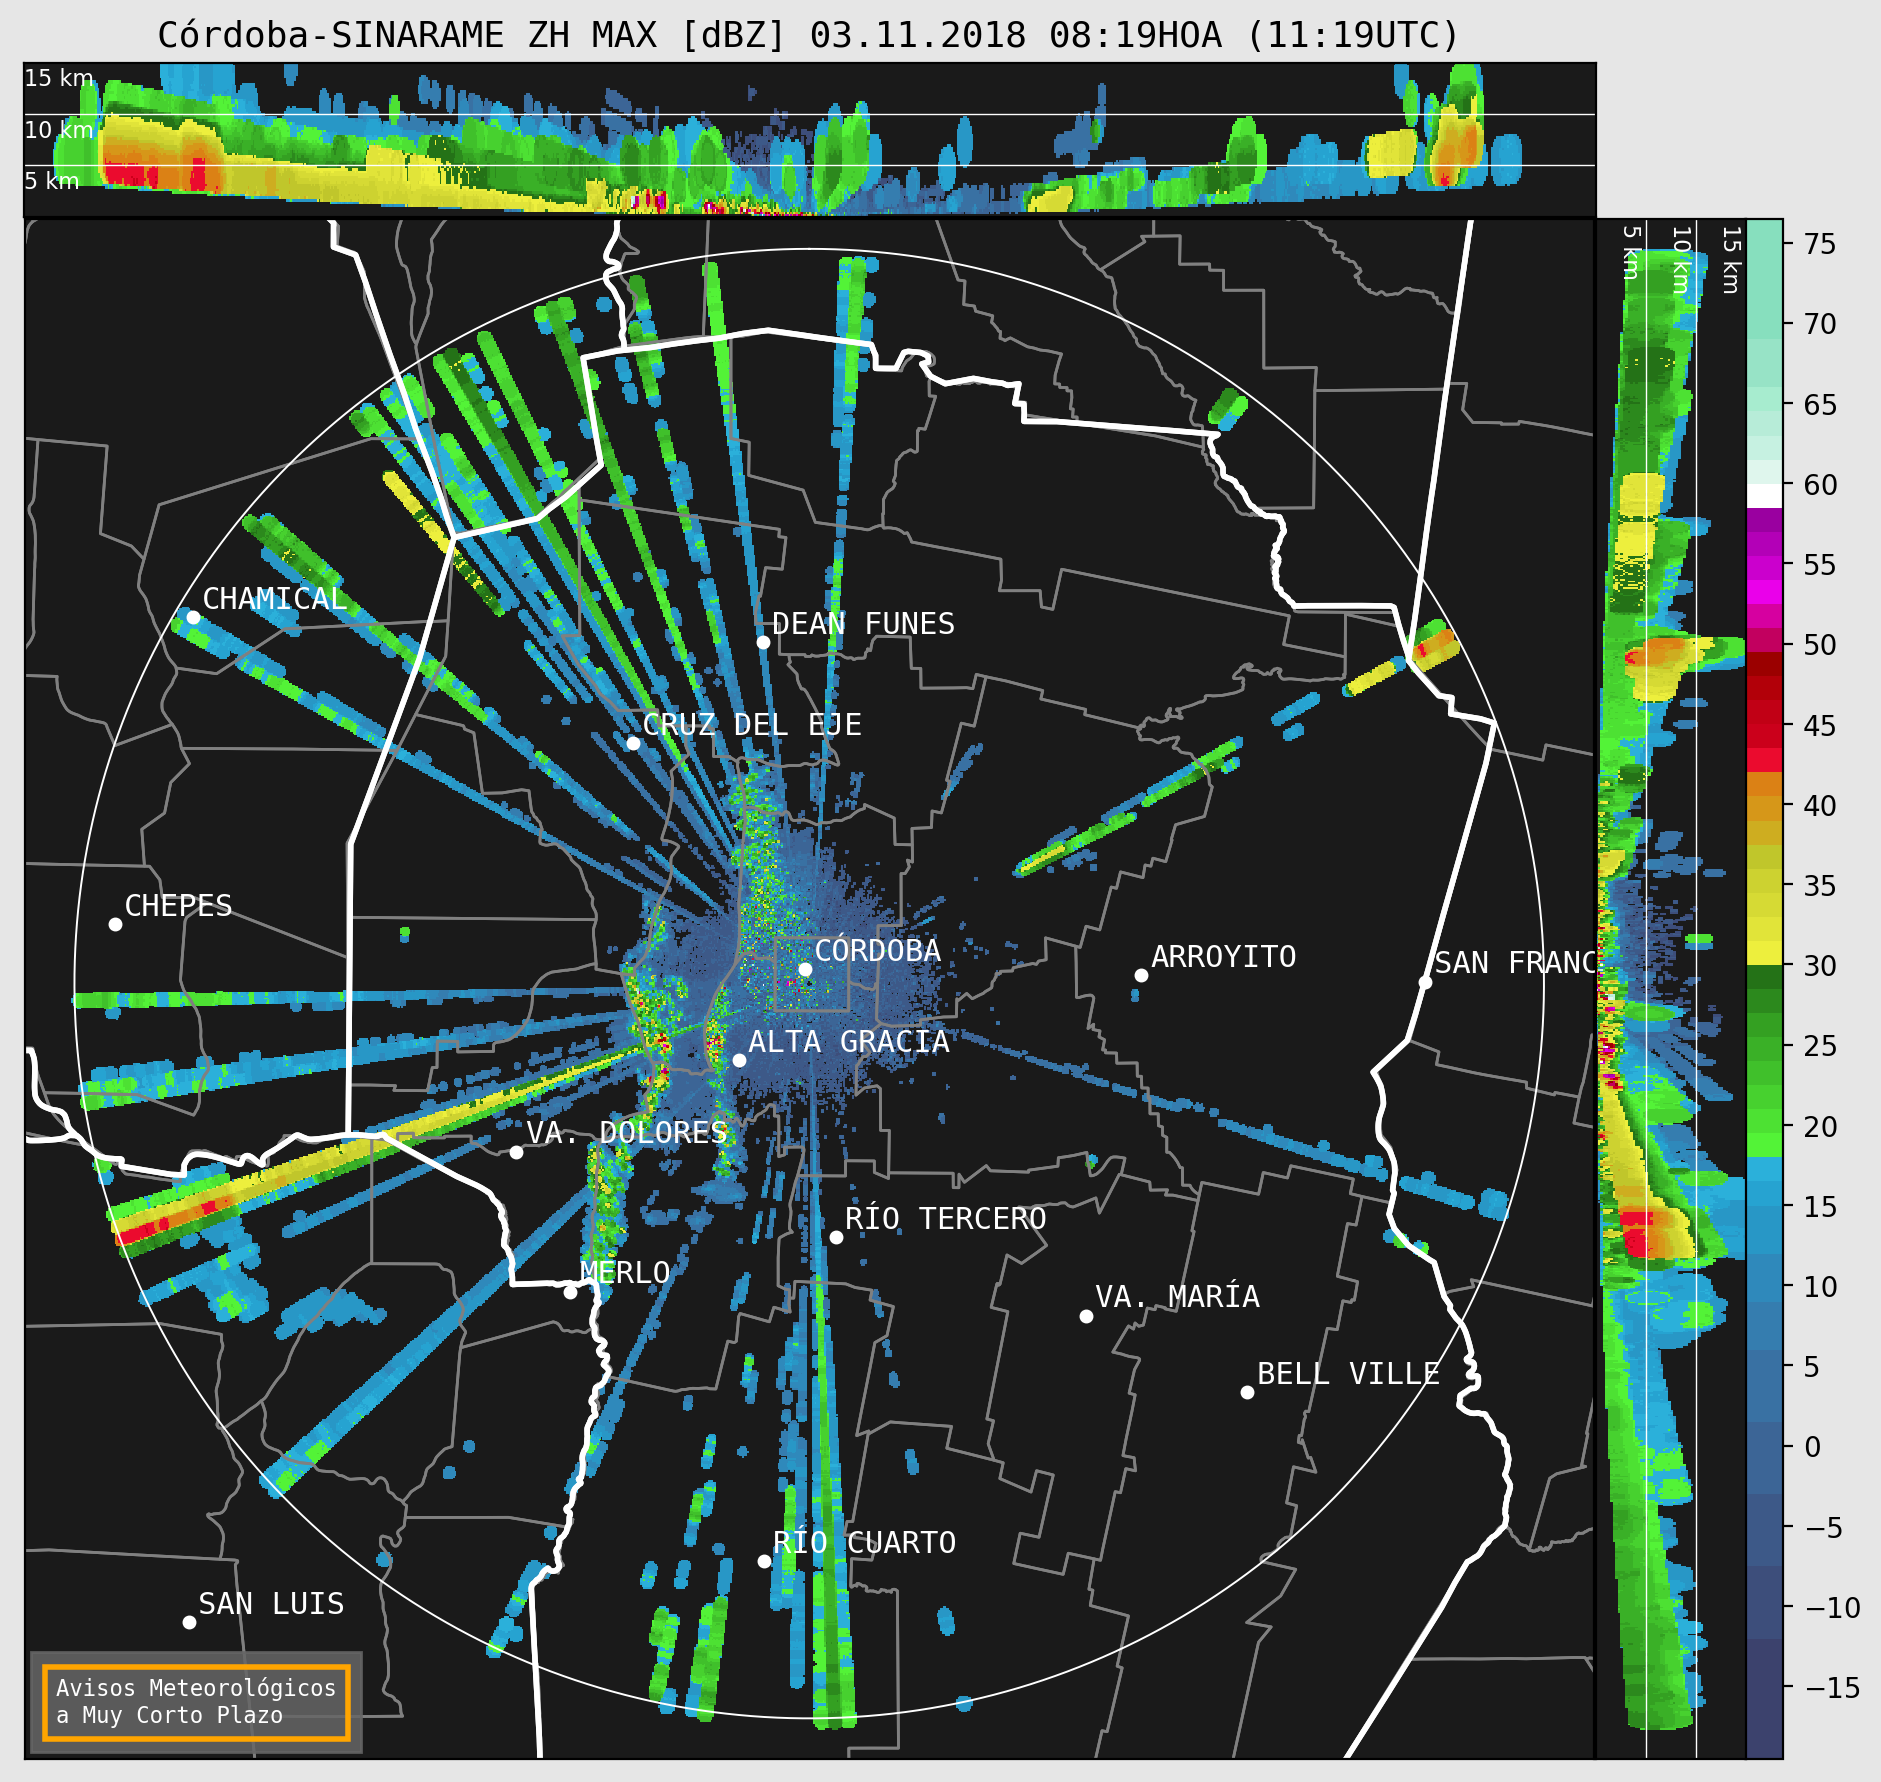 Córdoba-SINARAME ZH MAX [dBZ] 03.11.2018 08:19HOA (11:19UTC)
15 km
10 km
5 km
5 km
10 km
15 km
75
70
65
60
55
50
45
40
35
30
25
20
15
10
5
0
−5
−10
−15
CHAMICAL
DEAN FUNES
CRUZ DEL EJE
CHEPES
CÓRDOBA
ARROYITO
SAN FRANC
ALTA GRACIA
VA. DOLORES
RÍO TERCERO
MERLO
VA. MARÍA
BELL VILLE
RÍO CUARTO
SAN LUIS
Avisos Meteorológicos
a Muy Corto Plazo